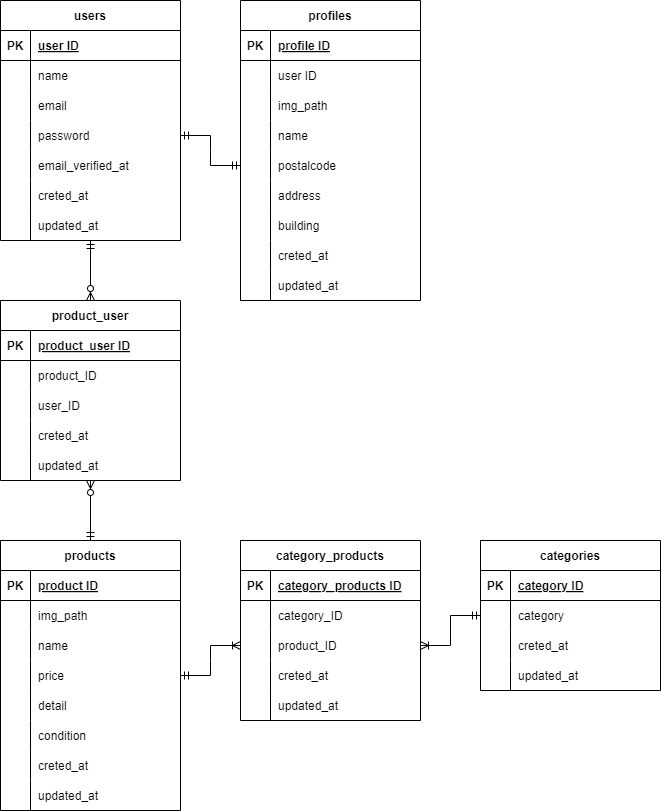 users
PK user ID
name
email
password
email_verified_at
creted_at
updated_at
profiles
PK profile ID
user ID
img_path
name
postalcode
address
building
creted_at
updated_at
product_user
PK product_user ID
product_ID
user_ID
creted_at
updated_at
products
PK product ID
img_path
name
price
detail
condition
creted_at
updated_at
category_products
PK category_products ID
category_ID
product_ID
creted_at
updated_at
categories
PK category ID
category
creted_at
updated_at